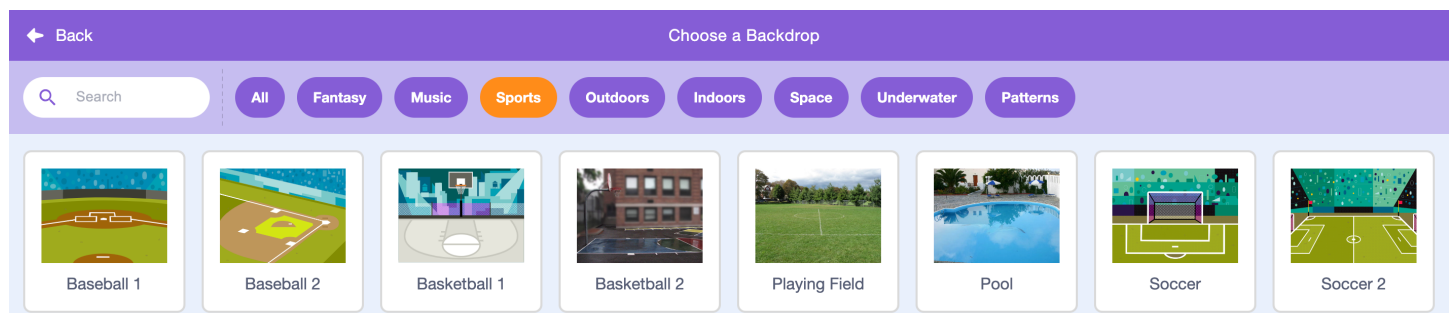 Back
Choose a Backdrop
Search
All
Fantasy
Music
Sports
Outdoors
Indoors
Space
Underwater
Patterns
Baseball 1
Baseball 2
Basketball 1
Basketball 2
Playing Field
Pool
Soccer
Soccer 2